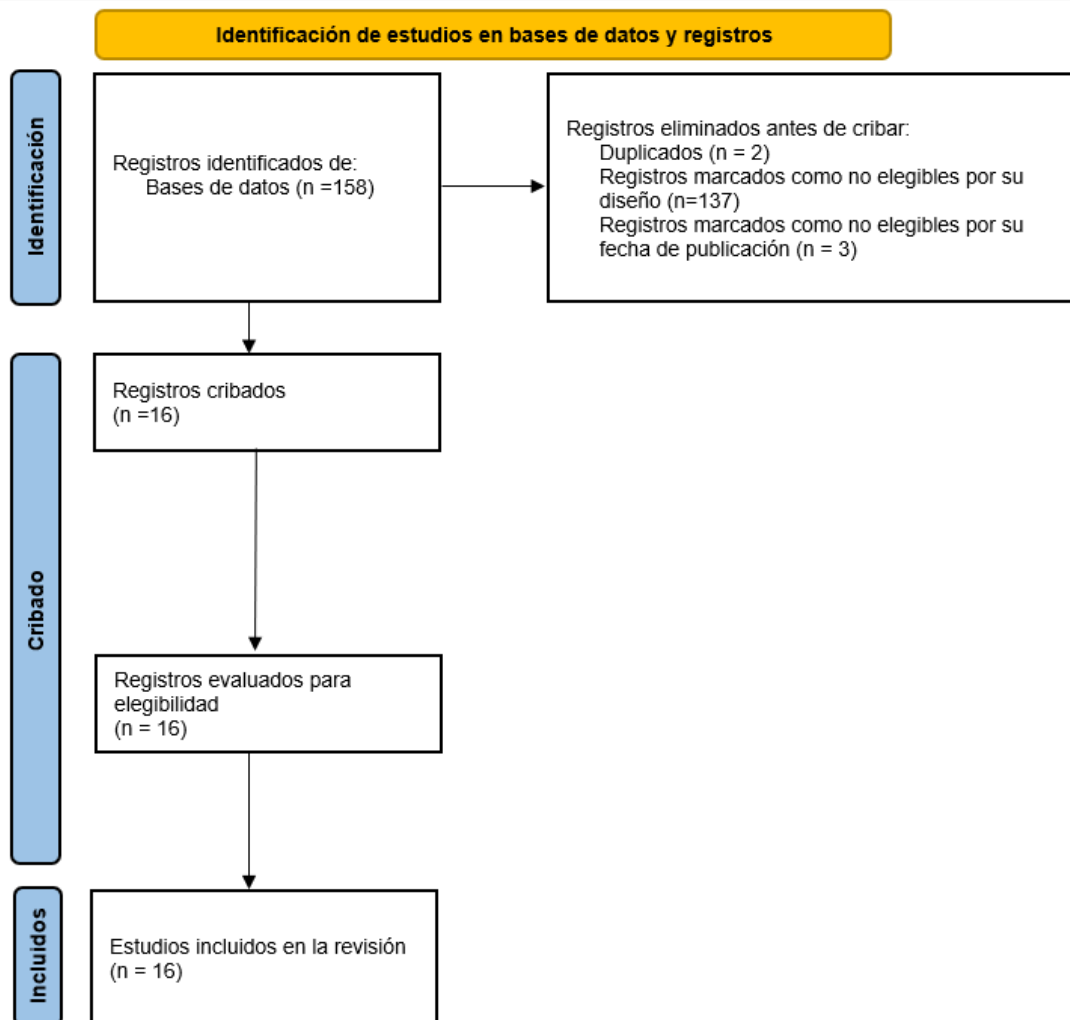 Identificación de estudios en bases de datos y registros
Identificación
Registros identificados de:
Bases de datos (n =158)
Registros eliminados antes de cribar:
Duplicados (n = 2)
Registros marcados como no elegibles por su
diseño (n=137)
Registros marcados como no elegibles por su
fecha de publicación (n = 3)
Cribado
Registros cribados
(n =16)
Registros evaluados para
elegibilidad
(n = 16)
Incluidos
Estudios incluidos en la revisión
(n = 16)